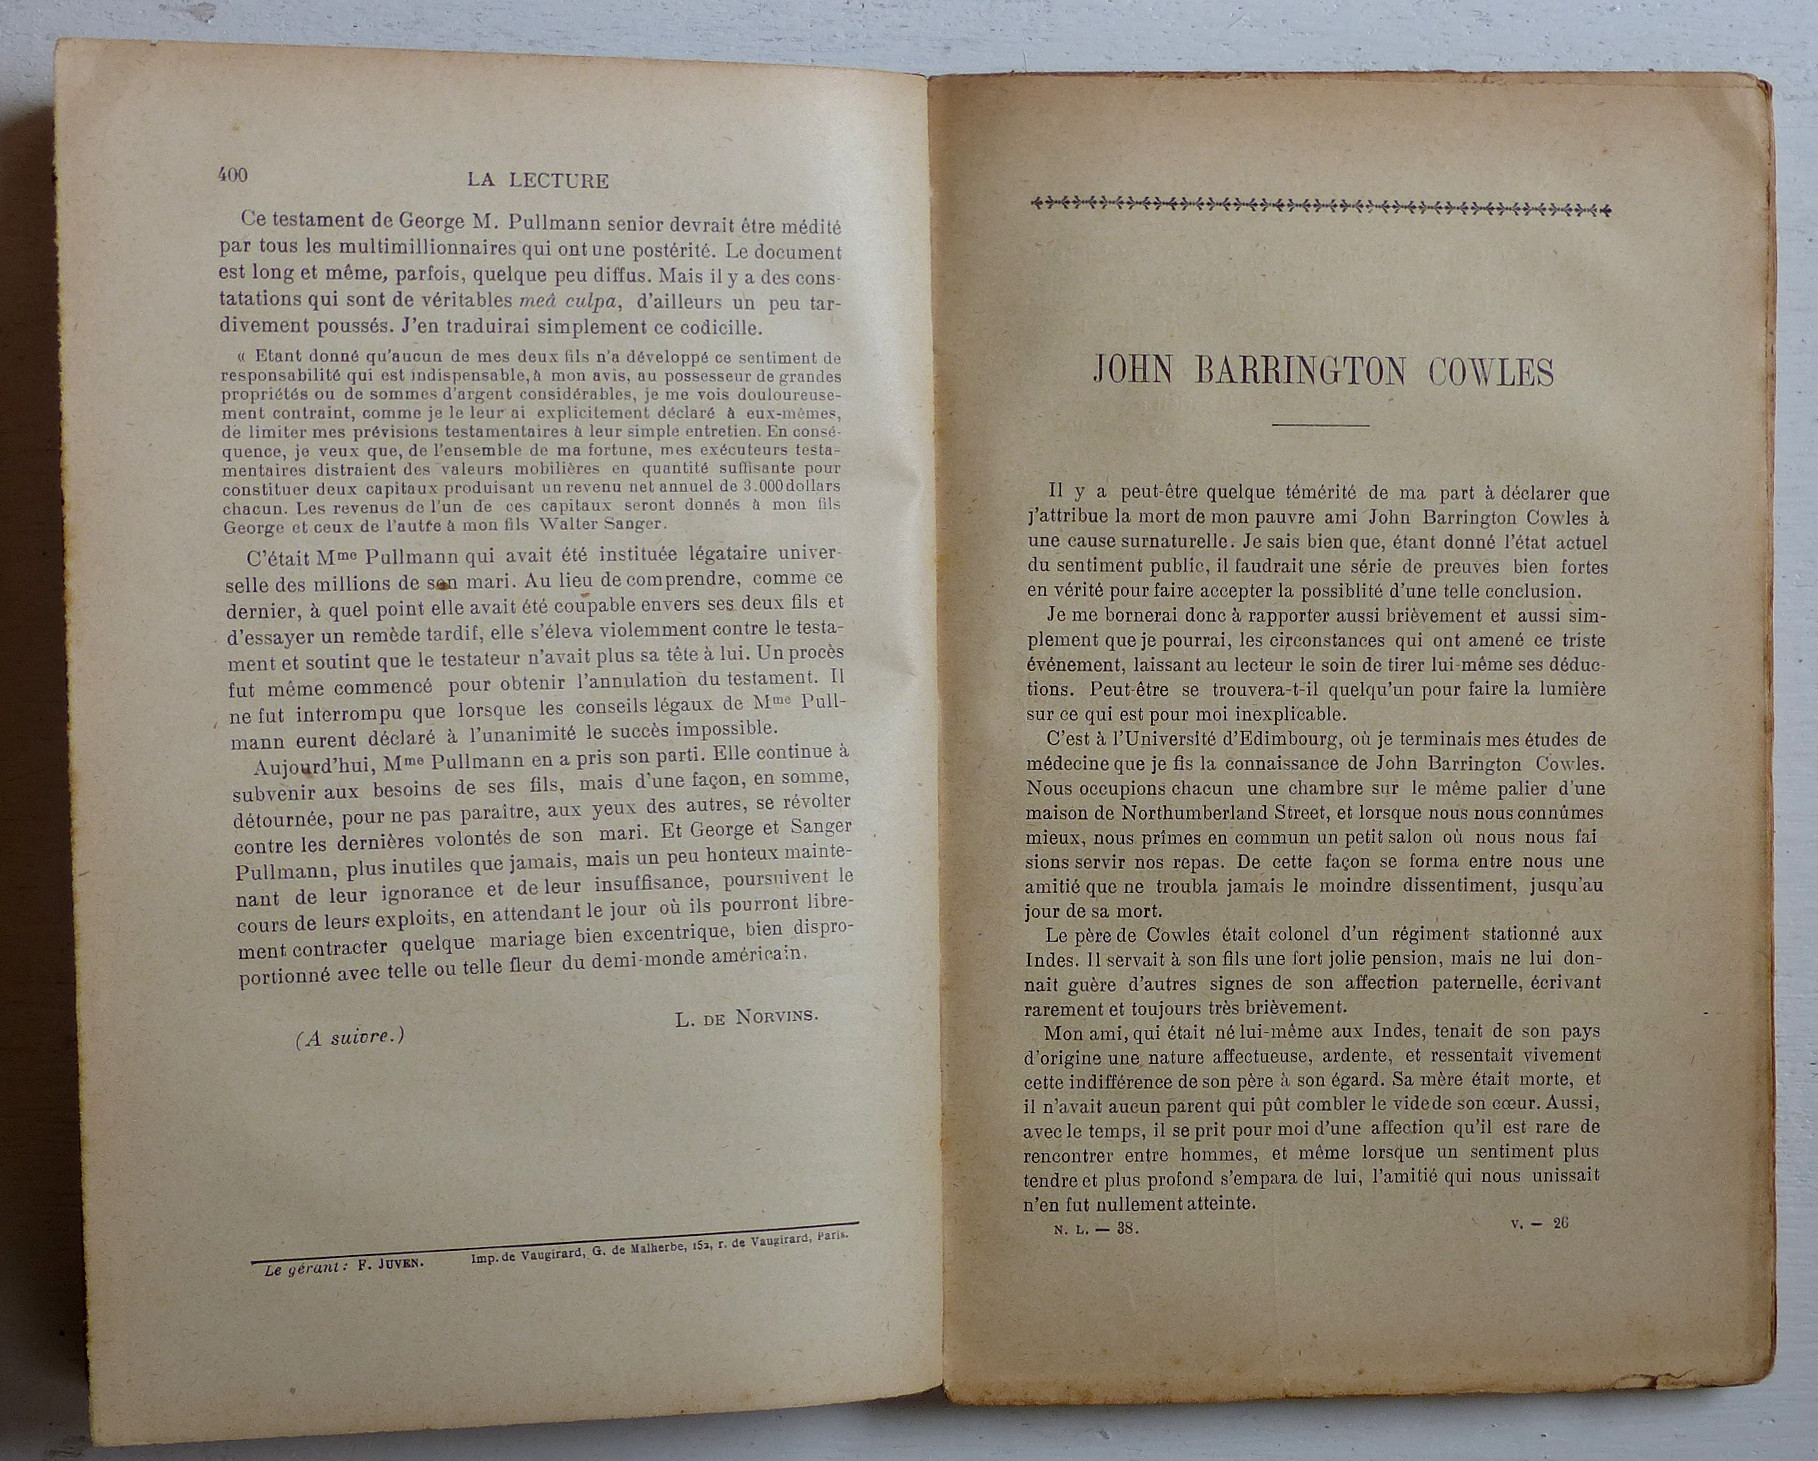 400
LA LECTURE
Ce testament de George M. Pullmann senior devrait être médité
par tous les multimillionnaires qui ont une postérité. Le document
est long et même, parfois, quelque peu diffus. Mais il y a des cons-
tatations qui sont de véritables meâ culpa, d'ailleurs un peu tar-
divement poussés. J'en traduirai simplement ce codicille.
« Etant donné qu'aucun de mes deux fils n'a développé ce sentiment de
responsabilité qui est indispensable, à mon avis, au possesseur de grandes
propriétés ou de sommes d'argent considérables, je me vois douloureuse-
ment contraint, comme je le leur ai explicitement déclaré à eux-mêmes,
de limiter mes prévisions testamentaires à leur simple entretien. En consé-
quence, je veux que, de l'ensemble de ma fortune, mes exécuteurs testa-
mentaires distraient des valeurs mobilières en quantité suffisante pour
constituer deux capitaux produisant un revenu net annuel de 3.000 dollars
chacun. Les revenus de l'un de ces capitaux seront donnés à mon fils
George et ceux de l'autre à mon fils Walter Sanger.
C'était Mme Pullmann qui avait été instituée légataire univer-
selle des millions de son mari. Au lieu de comprendre, comme ce
dernier, à quel point elle avait été coupable envers ses deux fils et
d'essayer un remède tardif, elle s'éleva violemment contre le testa-
ment et soutint que le testateur n'avait plus sa tête à lui. Un procès
fut même commencé pour obtenir l'annulation du testament. Il
ne fut interrompu que lorsque les conseils légaux de Mme Pull-
mann eurent déclaré à l'unanimité le succès impossible.
Aujourd'hui, Mme Pullmann en a pris son parti. Elle continue à
subvenir aux besoins de ses fils, mais d'une façon, en somme,
détournée, pour ne pas paraître, aux yeux des autres, se révolter
contre les dernières volontés de son mari. Et George et Sanger
Pullmann, plus inutiles que jamais, mais un peu honteux mainte-
nant de leur ignorance et de leur insuffisance, poursuivent le
cours de leurs exploits, en attendant le jour où ils pourront libre-
ment contracter quelque mariage bien excentrique, bien dispro-
portionné avec telle ou telle fleur du demi-monde américain.
L. DE NORVINS.
(A suivre.)
Le gérant : F. JUVEN. Imp. de Vaugirard, G. de Malherbe, 152, r. de Vaugirard, Paris.
JOHN BARRINGTON COWLES
Il y a peut-être quelque témérité de ma part à déclarer que
j'attribue la mort de mon pauvre ami John Barrington Cowles à
une cause surnaturelle. Je sais bien que, étant donné l'état actuel
du sentiment public, il faudrait une série de preuves bien fortes
en vérité pour faire accepter la possiblité d'une telle conclusion.
Je me bornerai donc à rapporter aussi brièvement et aussi sim-
plement que je pourrai, les circonstances qui ont amené ce triste
événement, laissant au lecteur le soin de tirer lui-même ses déduc-
tions. Peut-être se trouvera-t-il quelqu'un pour faire la lumière
sur ce qui est pour moi inexplicable.
C'est à l'Université d'Edimbourg, où je terminais mes études de
médecine que je fis la connaissance de John Barrington Cowles.
Nous occupions chacun une chambre sur le même palier d'une
maison de Northumberland Street, et lorsque nous nous connûmes
mieux, nous prîmes en commun un petit salon où nous nous fai
sions servir nos repas. De cette façon se forma entre nous une
amitié que ne troubla jamais le moindre dissentiment, jusqu'au
jour de sa mort.
Le père de Cowles était colonel d'un régiment stationné aux
Indes. Il servait à son fils une fort jolie pension, mais ne lui don-
nait guère d'autres signes de son affection paternelle, écrivant
rarement et toujours très brièvement.
Mon ami, qui était né lui-même aux Indes, tenait de son pays
d'origine une nature affectueuse, ardente, et ressentait vivement
cette indifférence de son père à son égard. Sa mère était morte, et
il n'avait aucun parent qui pût combler le vide de son cœur. Aussi,
avec le temps, il se prit pour moi d'une affection qu'il est rare de
rencontrer entre hommes, et même lorsque un sentiment plus
tendre et plus profond s'empara de lui, l'amitié qui nous unissait
n'en fut nullement atteinte.
N. L. — 38. V. — 26